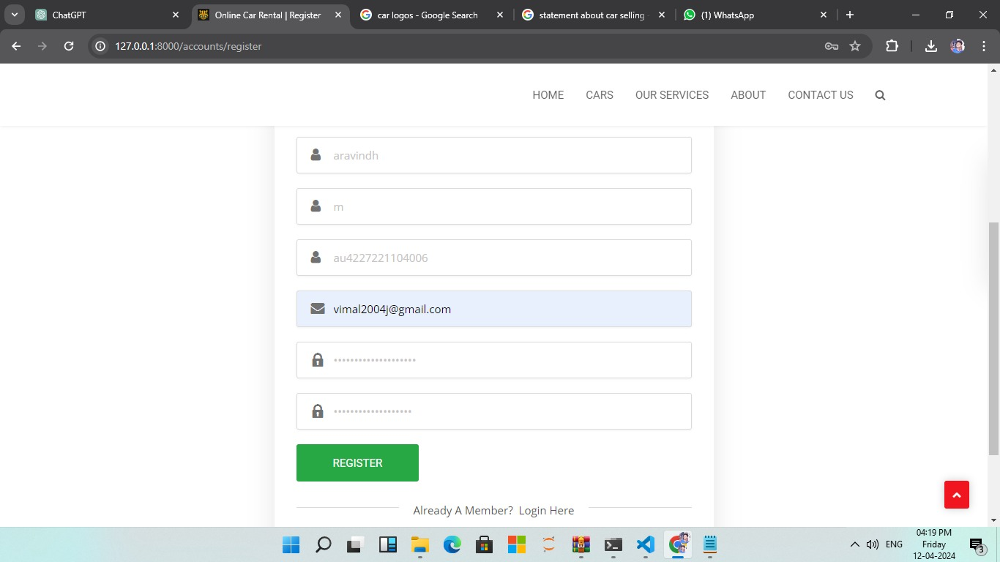 ChatGPT
Online Car Rental | Register
car logos - Google Search
statement about car selling
(1) WhatsApp
127.0.0.1:8000/accounts/register
HOME
CARS
OUR SERVICES
ABOUT
CONTACT US
aravindh
m
au4227221104006
vimal2004j@gmail.com
••••••••••••••••••••
•••••••••••••••••••
REGISTER
Already A Member? Login Here
ENG
04:19 PM
Friday
12-04-2024
3